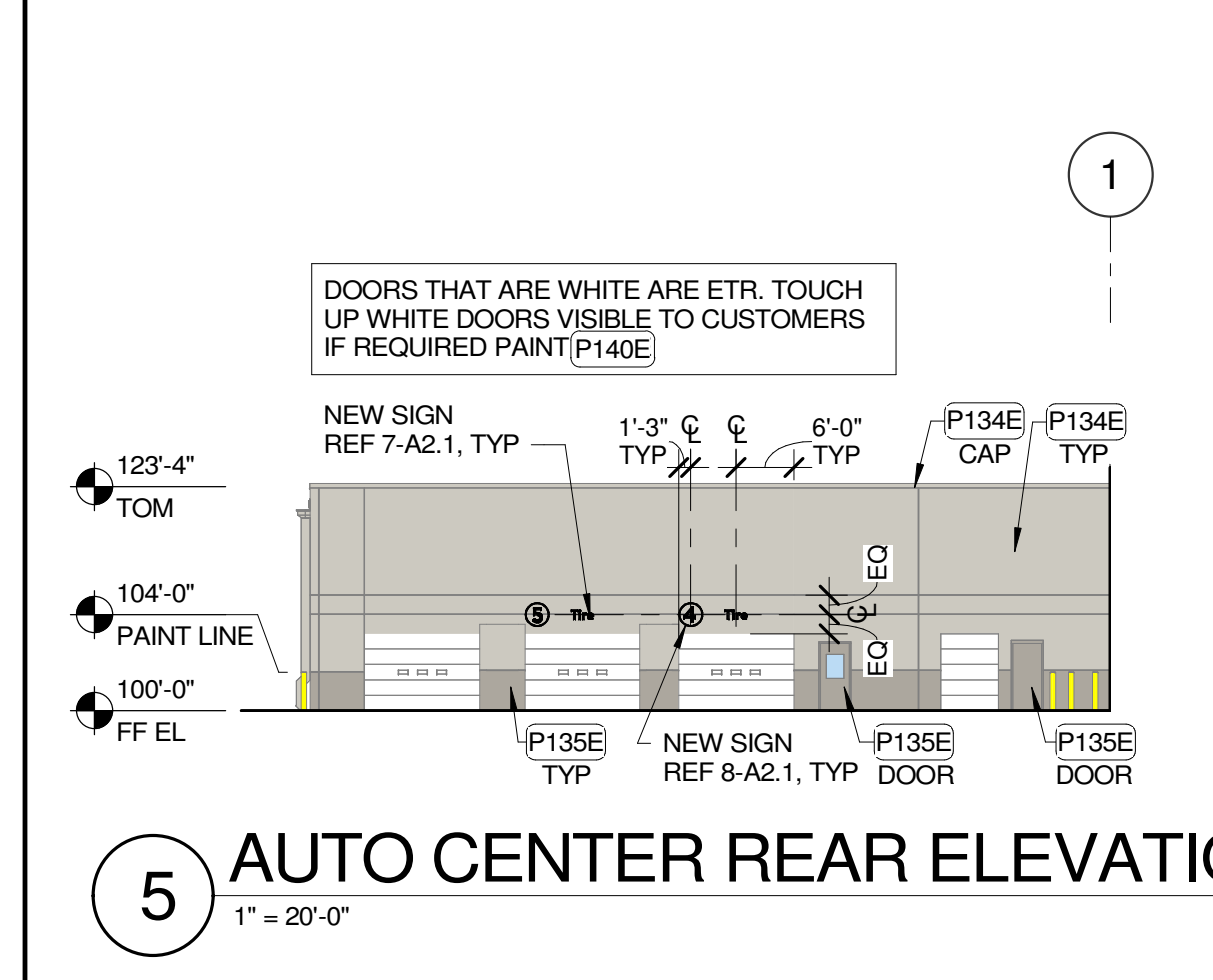 1
DOORS THAT ARE WHITE ARE ETR. TOUCH
UP WHITE DOORS VISIBLE TO CUSTOMERS
IF REQUIRED PAINT P140E
NEW SIGN
REF 7-A2.1, TYP
1'-3"
TYP
CL
CL
6'-0"
TYP
P134E
CAP
P134E
TYP
123'-4"
TOM
104'-0"
PAINT LINE
100'-0"
FF EL
5 Tire
4 Tire
EQ
CL
EQ
P135E
TYP
NEW SIGN
REF 8-A2.1, TYP
P135E
DOOR
P135E
DOOR
5
AUTO CENTER REAR ELEVATIO
1" = 20'-0"